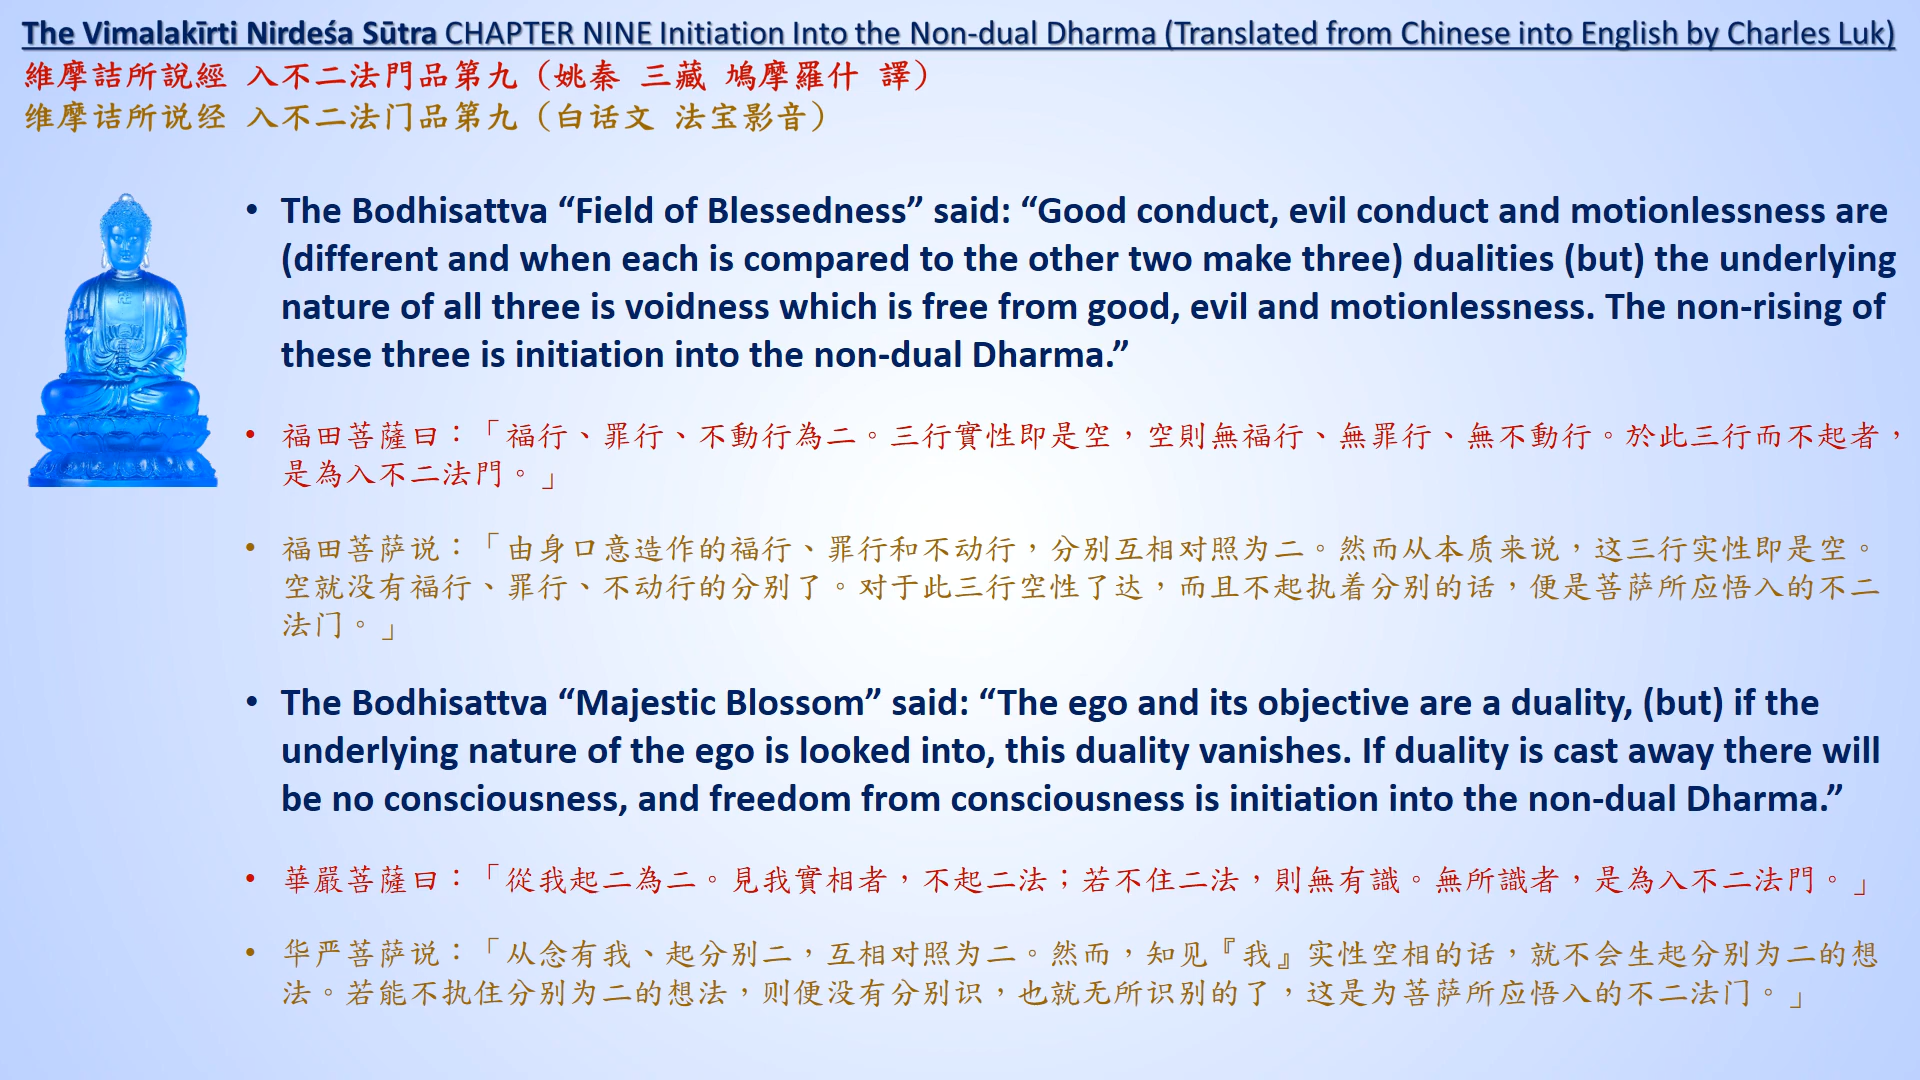 The Vimalakīrti Nirdeśa Sūtra CHAPTER NINE Initiation Into the Non-dual Dharma (Translated from Chinese into English by Charles Luk)
維摩詰所說經 入不二法門品第九（姚秦 三藏 鳩摩羅什 譯）
维摩诘所说经 入不二法门品第九（白话文 法宝影音）
• The Bodhisattva “Field of Blessedness” said: “Good conduct, evil conduct and motionlessness are
(different and when each is compared to the other two make three) dualities (but) the underlying
nature of all three is voidness which is free from good, evil and motionlessness. The non-rising of
these three is initiation into the non-dual Dharma.”
• 福田菩薩曰：「福行、罪行、不動行為二。三行實性即是空，空則無福行、無罪行、無不動行。於此三行而不起者，
是為入不二法門。」
• 福田菩萨说：「由身口意造作的福行、罪行和不动行，分别互相对照为二。然而从本质来说，这三行实性即是空。
空就没有福行、罪行、不动行的分别了。对于此三行空性了达，而且不起执着分别的话，便是菩萨所应悟入的不二
法门。」
• The Bodhisattva “Majestic Blossom” said: “The ego and its objective are a duality, (but) if the
underlying nature of the ego is looked into, this duality vanishes. If duality is cast away there will
be no consciousness, and freedom from consciousness is initiation into the non-dual Dharma.”
• 華嚴菩薩曰：「從我起二為二。見我實相者，不起二法；若不住二法，則無有識。無所識者，是為入不二法門。」
• 华严菩萨说：「从念有我、起分别二，互相对照为二。然而，知见『我』实性空相的话，就不会生起分别为二的想
法。若能不执住分别为二的想法，则便没有分别识，也就无所识别的了，这是为菩萨所应悟入的不二法门。」